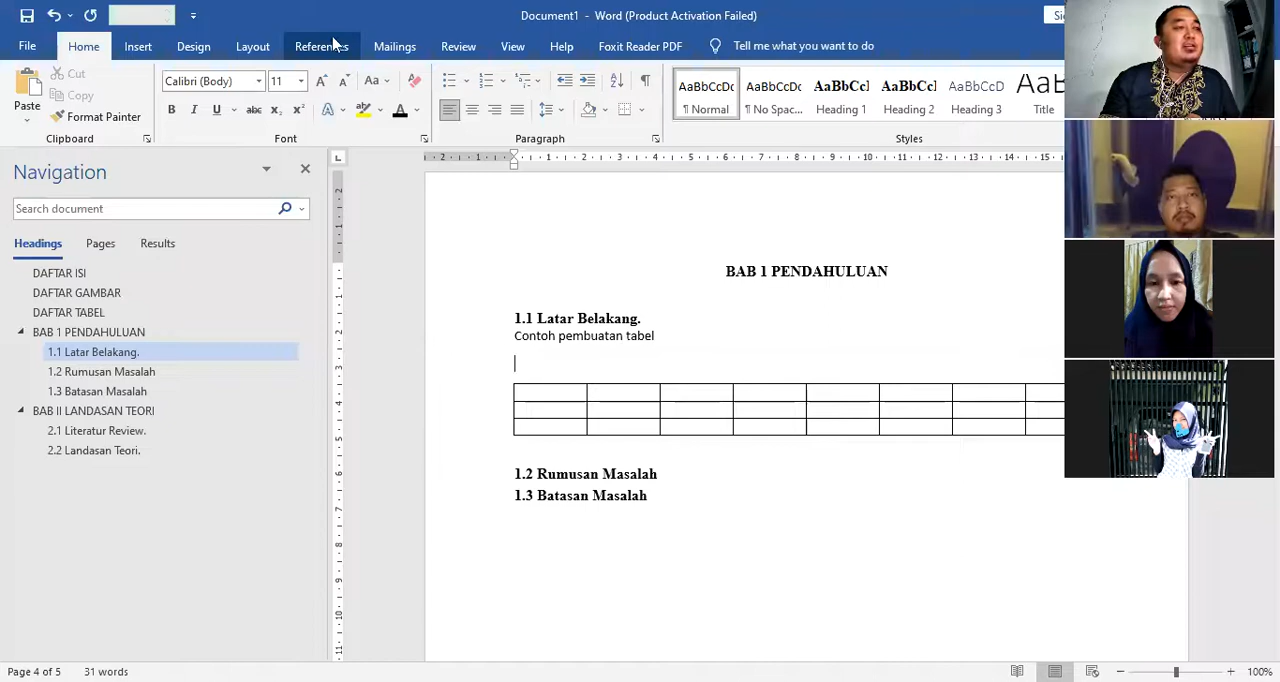 Document1 - Word (Product Activation Failed)
File Home Insert Design Layout References Mailings Review View Help Foxit Reader PDF Tell me what you want to do
Paste
Cut
Copy
Format Painter
Clipboard
Calibri (Body) 11
Font
Paragraph
AaBbCcDc AaBbCcDc AaBbCc AaBbCc AaBbCcD
¶ Normal ¶ No Spac... Heading 1 Heading 2 Heading 3 Title
Styles
Navigation
Search document
Headings Pages Results
DAFTAR ISI
DAFTAR GAMBAR
DAFTAR TABEL
BAB 1 PENDAHULUAN
1.1 Latar Belakang.
1.2 Rumusan Masalah
1.3 Batasan Masalah
BAB II LANDASAN TEORI
2.1 Literatur Review.
2.2 Landasan Teori.
BAB 1 PENDAHULUAN
1.1 Latar Belakang.
Contoh pembuatan tabel
1.2 Rumusan Masalah
1.3 Batasan Masalah
Page 4 of 5 31 words
100%